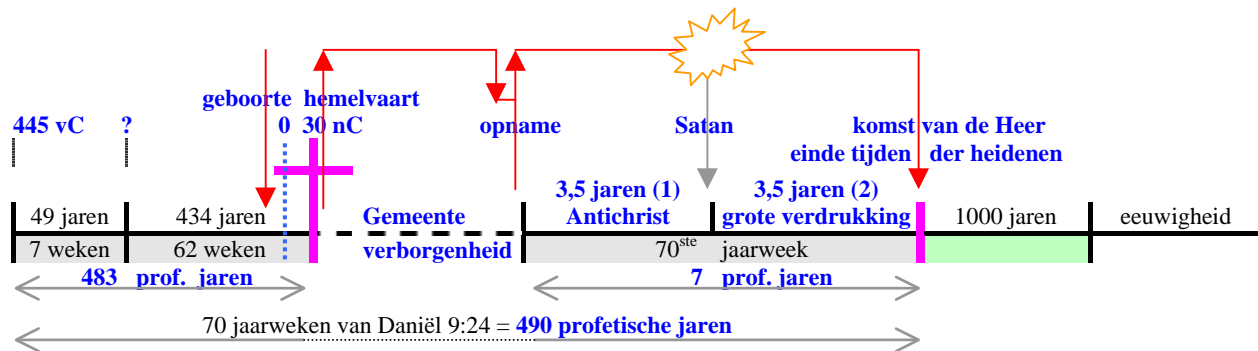 geboorte hemelvaart
445 vC ? 0 30 nC opname Satan komst van de Heer
einde tijden der heidenen
3,5 jaren (1) 3,5 jaren (2)
49 jaren 434 jaren Gemeente Antichrist grote verdrukking 1000 jaren eeuwigheid
7 weken 62 weken verborgenheid 70ste jaarweek
483 prof. jaren 7 prof. jaren
70 jaarweken van Daniël 9:24 = 490 profetische jaren